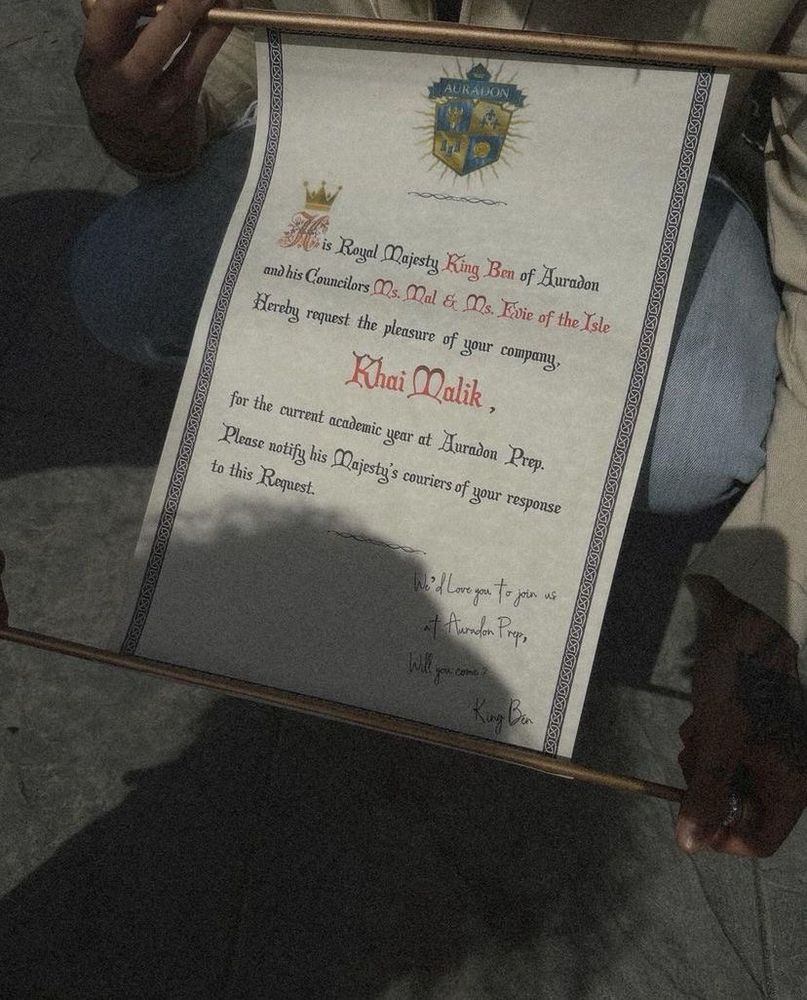 AURADON
His Royal Majesty King Ben of Auradon
and his Councilors Ms. Mal & Ms. Evie of the Isle
Hereby request the pleasure of your company,
Khai Malik,
for the current academic year at Auradon Prep.
Please notify his Majesty's couriers of your response
to this Request.
We'd Love you to join us
at Auradon Prep,
Will you come?
King Ben